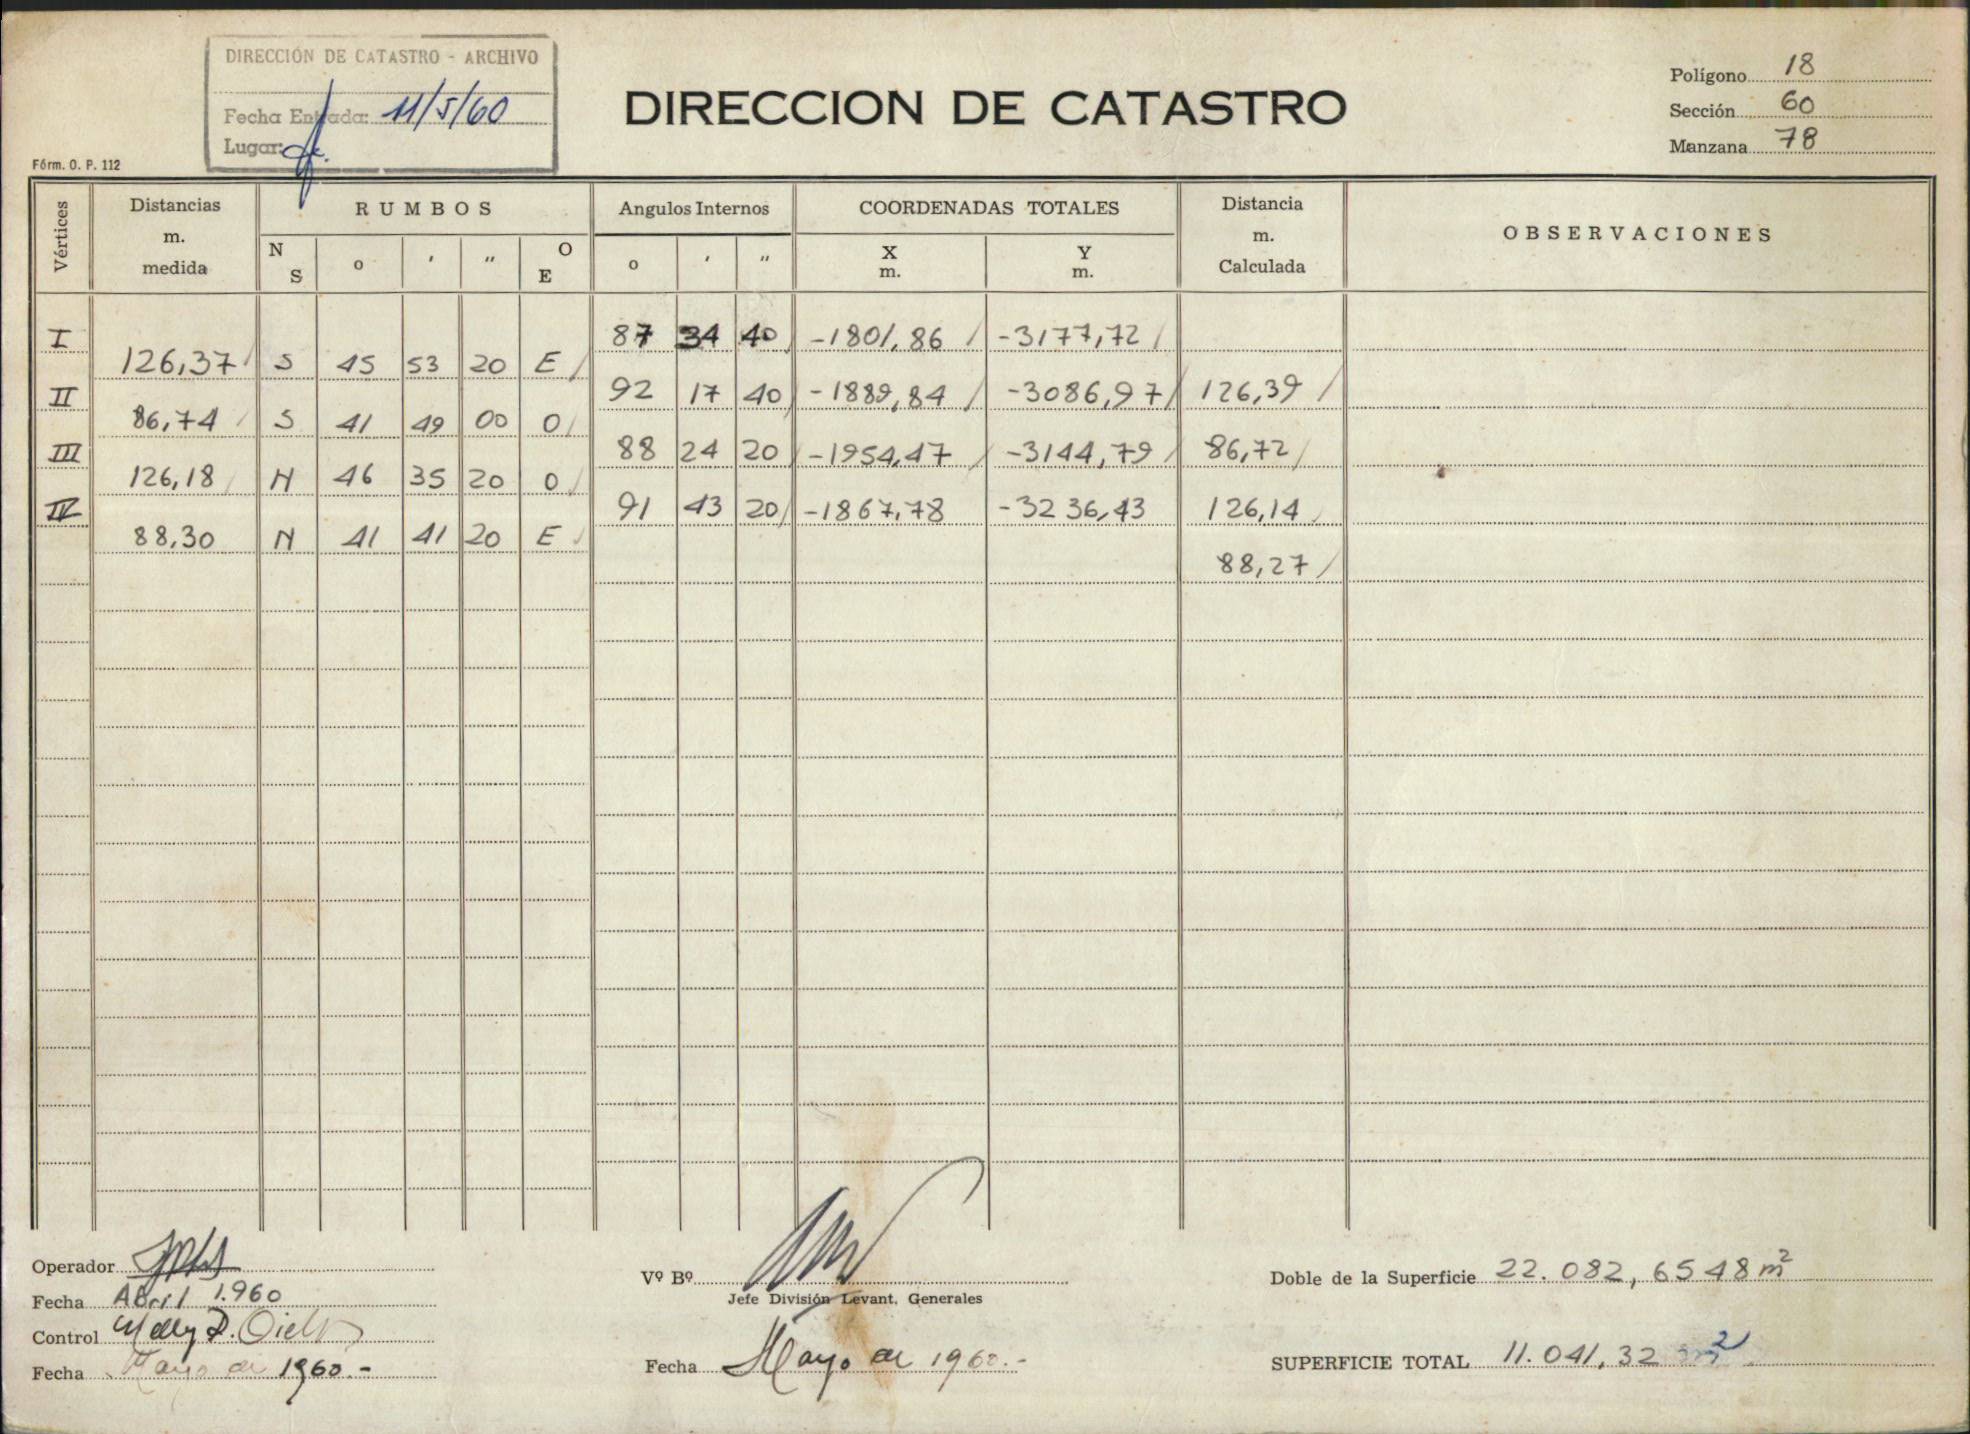 DIRECCIÓN DE CATASTRO - ARCHIVO
Fecha Entrada: 11/5/60
Lugar:
DIRECCION DE CATASTRO
Polígono 18
Sección 60
Manzana 78
Fórm. O. P. 112
Vértices
Distancias m. medida
RUMBOS
N S
o
'
"
O E
Angulos Internos
o
'
"
COORDENADAS TOTALES
X m.
Y m.
Distancia m. Calculada
OBSERVACIONES
I 87 34 40 -1801,86 -3177,72
126,37 S 45 53 20 E
II 92 17 40 -1889,84 -3086,97 126,39
86,74 S 41 49 00 O
III 88 24 20 -1954,47 -3144,79 86,72
126,18 N 46 35 20 O
IV 91 43 20 -1867,78 -3236,43 126,14
88,30 N 41 41 20 E
88,27
Operador
Fecha Abril 1.960
Control Nelly D.
Fecha Mayo de 1960.-
Vº Bº
Jefe División Levant. Generales
Fecha Mayo de 1960.-
Doble de la Superficie 22.082,6548 m²
SUPERFICIE TOTAL 11.041,32 m²